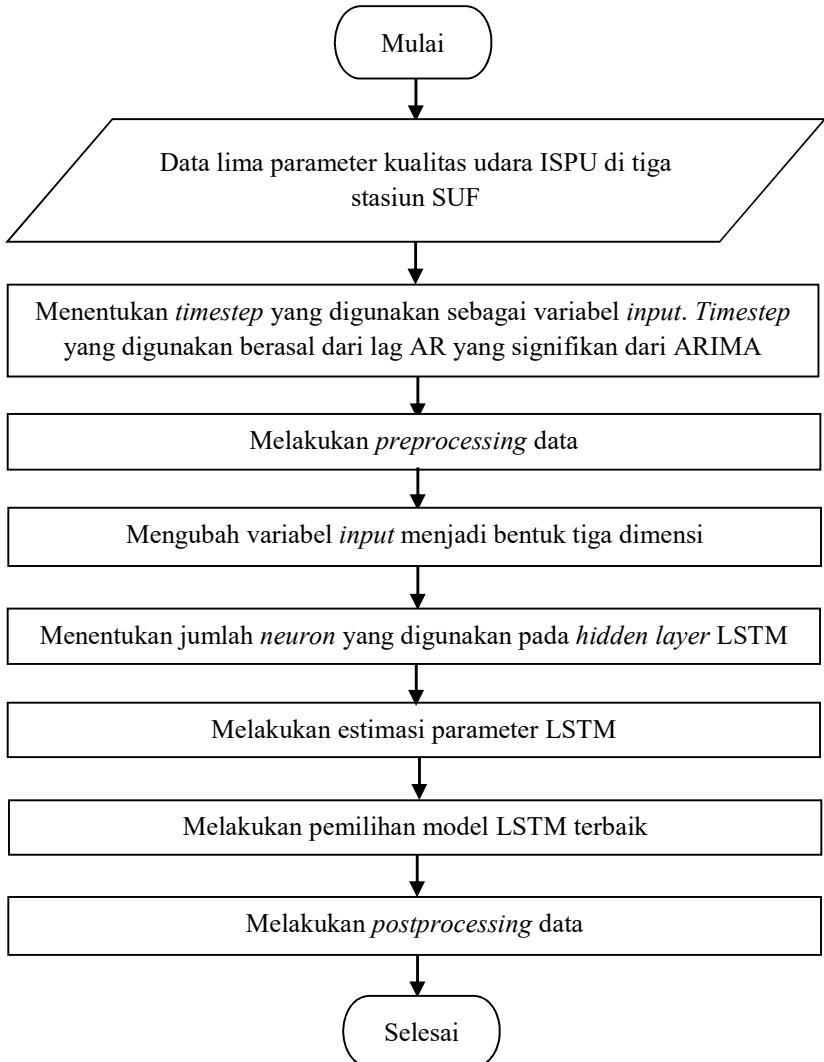 Mulai
Data lima parameter kualitas udara ISPU di tiga
stasiun SUF
Menentukan timestep yang digunakan sebagai variabel input. Timestep
yang digunakan berasal dari lag AR yang signifikan dari ARIMA
Melakukan preprocessing data
Mengubah variabel input menjadi bentuk tiga dimensi
Menentukan jumlah neuron yang digunakan pada hidden layer LSTM
Melakukan estimasi parameter LSTM
Melakukan pemilihan model LSTM terbaik
Melakukan postprocessing data
Selesai